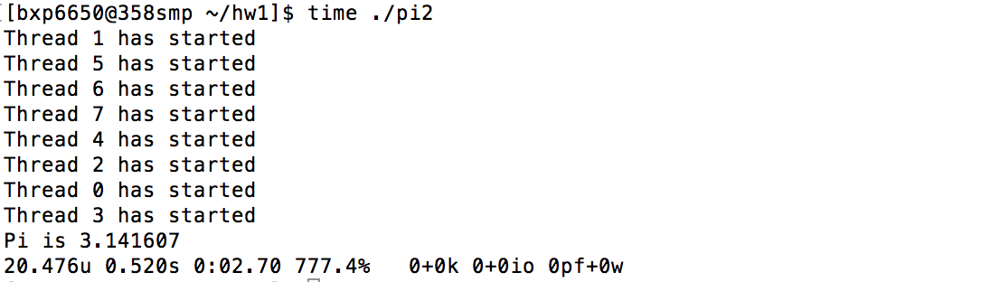 [bxp6650@358smp ~/hw1]$ time ./pi2
Thread 1 has started
Thread 5 has started
Thread 6 has started
Thread 7 has started
Thread 4 has started
Thread 2 has started
Thread 0 has started
Thread 3 has started
Pi is 3.141607
20.476u 0.520s 0:02.70 777.4%   0+0k 0+0io 0pf+0w